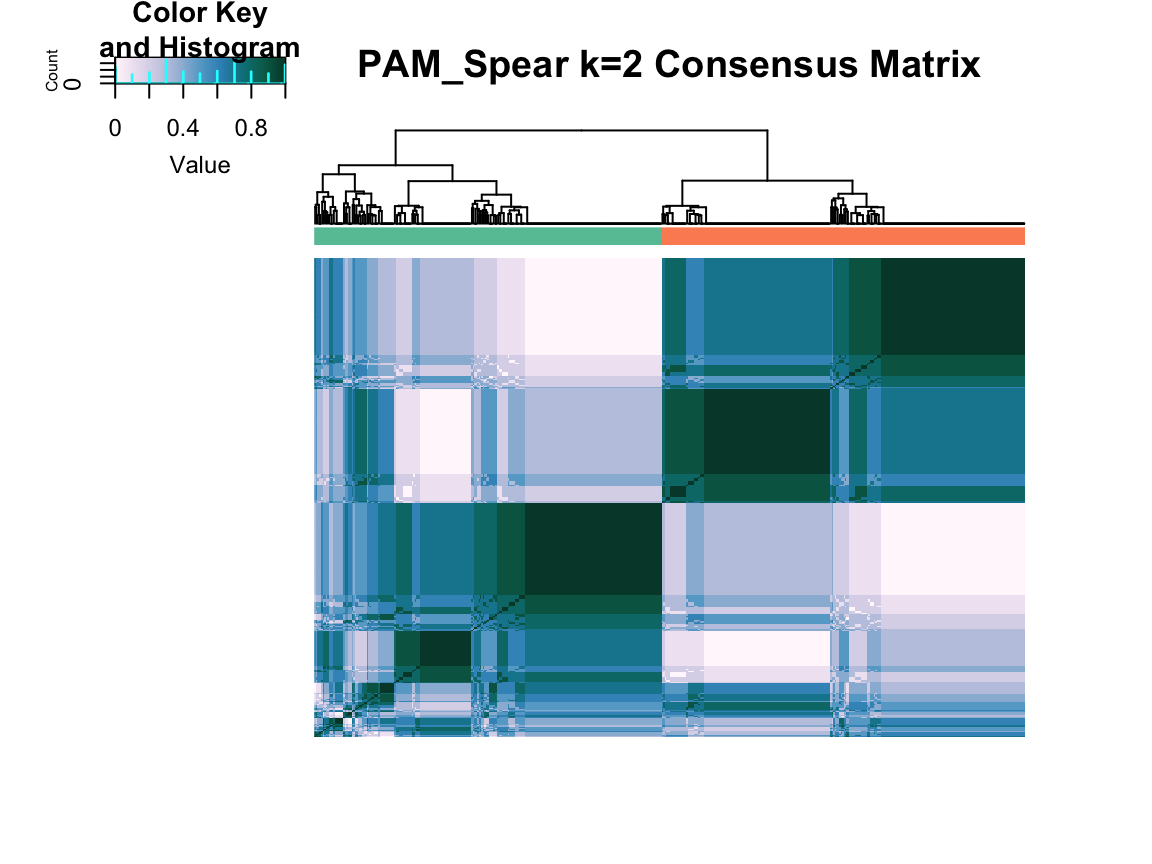 Color Key
and Histogram
Count
0
0 0.4 0.8
Value
PAM_Spear k=2 Consensus Matrix